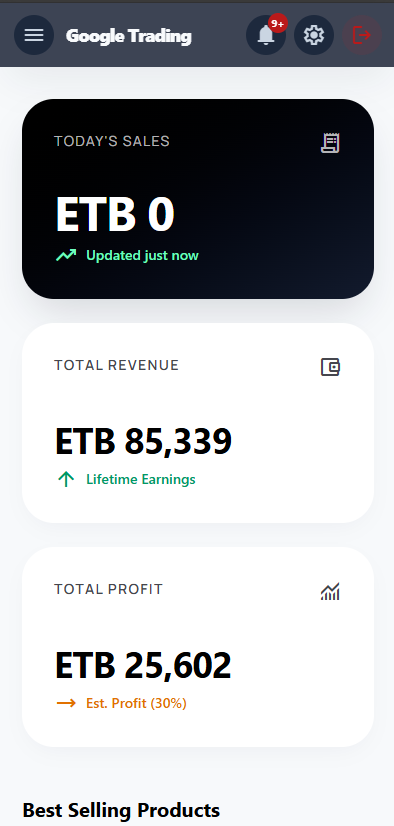 Google Trading
9+
TODAY'S SALES
ETB 0
Updated just now
TOTAL REVENUE
ETB 85,339
Lifetime Earnings
TOTAL PROFIT
ETB 25,602
Est. Profit (30%)
Best Selling Products